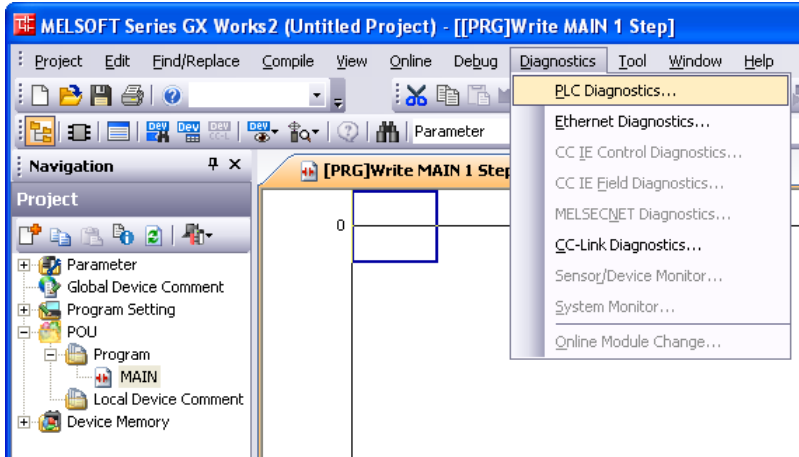 MELSOFT Series GX Works2 (Untitled Project) - [[PRG]Write MAIN 1 Step]
Project Edit Find/Replace Compile View Online Debug Diagnostics Tool Window Help
PLC Diagnostics...
Ethernet Diagnostics...
CC IE Control Diagnostics...
CC IE Field Diagnostics...
MELSECNET Diagnostics...
CC-Link Diagnostics...
Sensor/Device Monitor...
System Monitor...
Online Module Change...
Parameter
Navigation
[PRG]Write MAIN 1 Step
Project
0
Parameter
Global Device Comment
Program Setting
POU
Program
MAIN
Local Device Comment
Device Memory